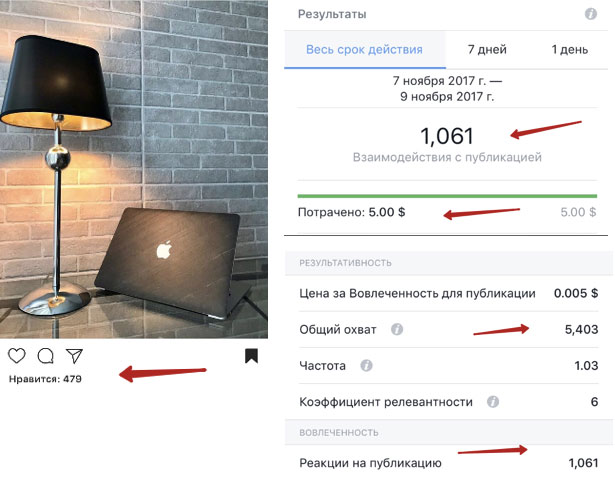 Нравится: 479
Результаты
Весь срок действия
7 дней
1 день
7 ноября 2017 г. —
9 ноября 2017 г.
1,061
Взаимодействия с публикацией
Потрачено: 5.00 $
5.00 $
РЕЗУЛЬТАТИВНОСТЬ
Цена за Вовлеченность для публикации 0.005 $
Общий охват 5,403
Частота 1.03
Коэффициент релевантности 6
ВОВЛЕЧЕННОСТЬ
Реакции на публикацию 1,061